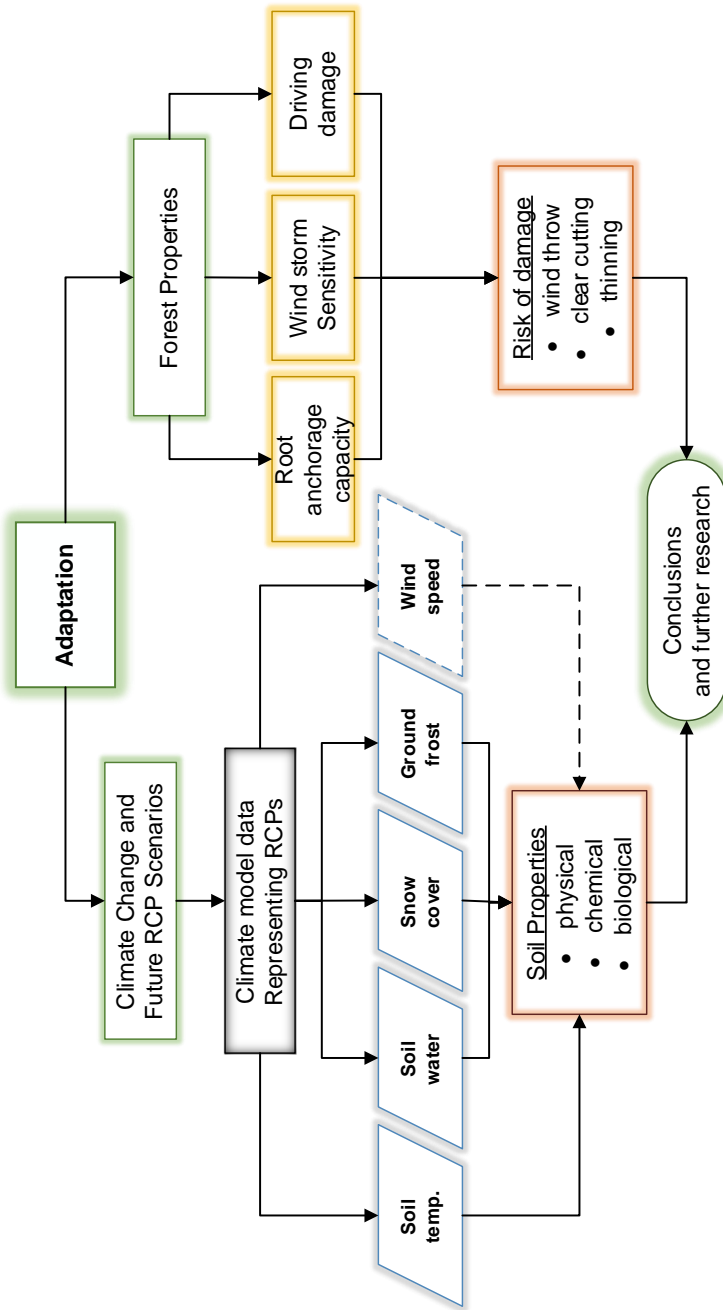 Adaptation
Climate Change and
Future RCP Scenarios
Forest Properties
Climate model data
Representing RCPs
Soil
temp.
Soil
water
Snow
cover
Ground
frost
Wind
speed
Root
anchorage
capacity
Wind storm
Sensitivity
Driving
damage
Soil Properties
• physical
• chemical
• biological
Risk of damage
• wind throw
• clear cutting
• thinning
Conclusions
and further research